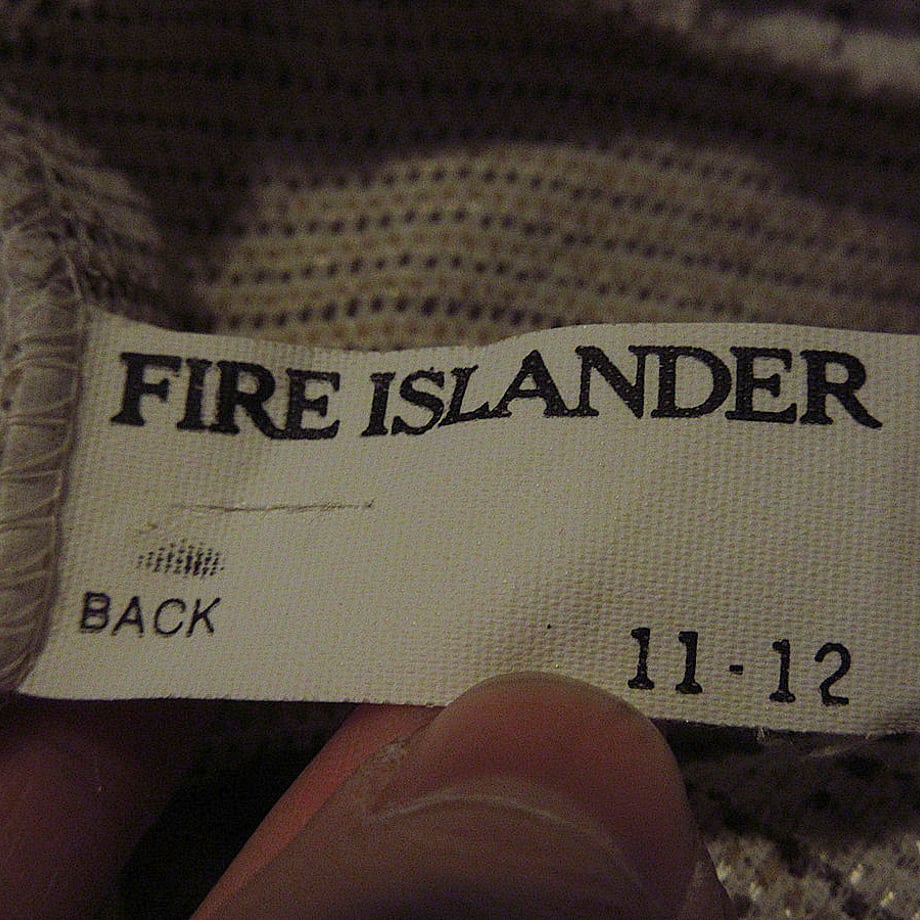 FIRE ISLANDER
BACK
11-12